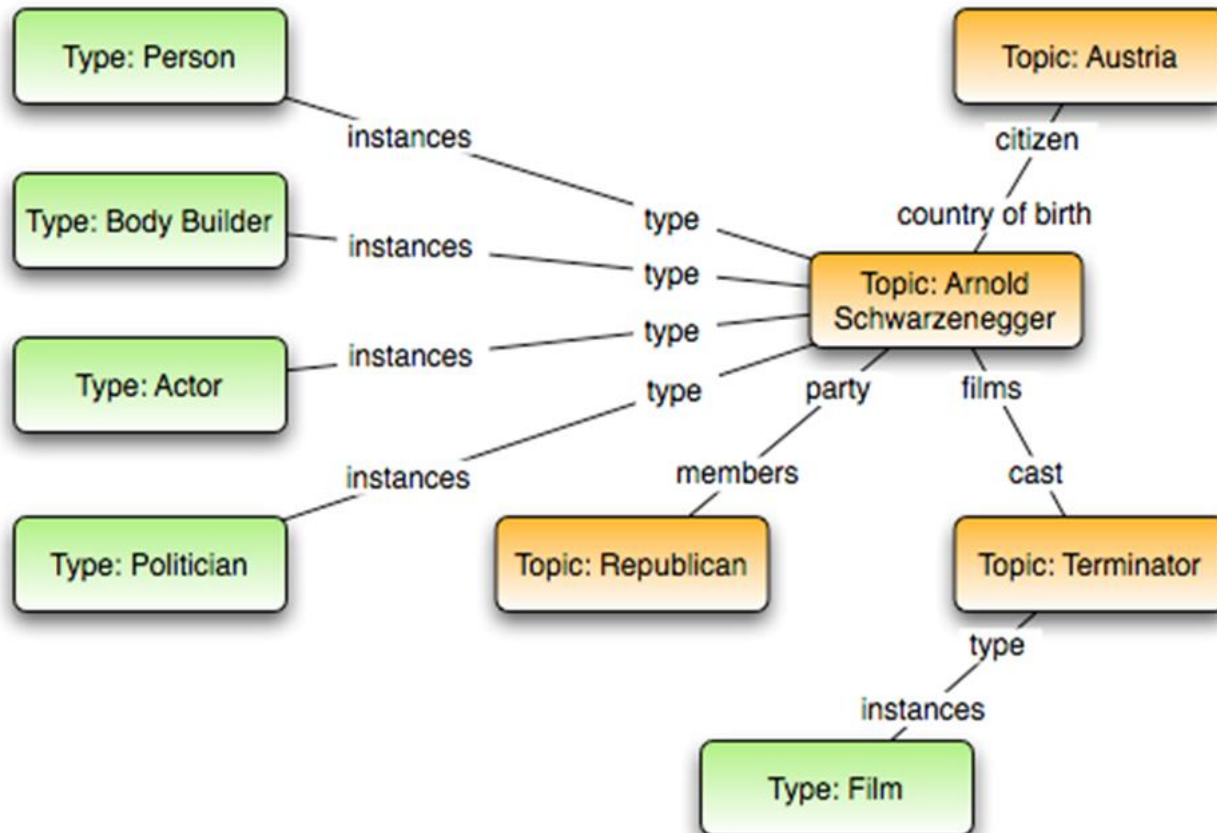 Type: Person
Topic: Austria
instances
citizen
type
country of birth
Type: Body Builder
instances
type
Topic: Arnold
Schwarzenegger
Type: Actor
instances
type
type
party
films
instances
members
cast
Type: Politician
Topic: Republican
Topic: Terminator
type
instances
Type: Film